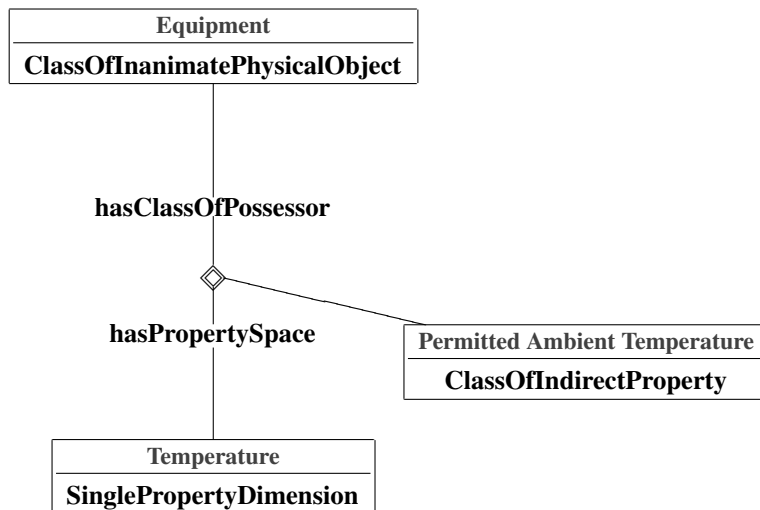 Equipment
ClassOfInanimatePhysicalObject
hasClassOfPossessor
hasPropertySpace
Permitted Ambient Temperature
ClassOfIndirectProperty
Temperature
SinglePropertyDimension